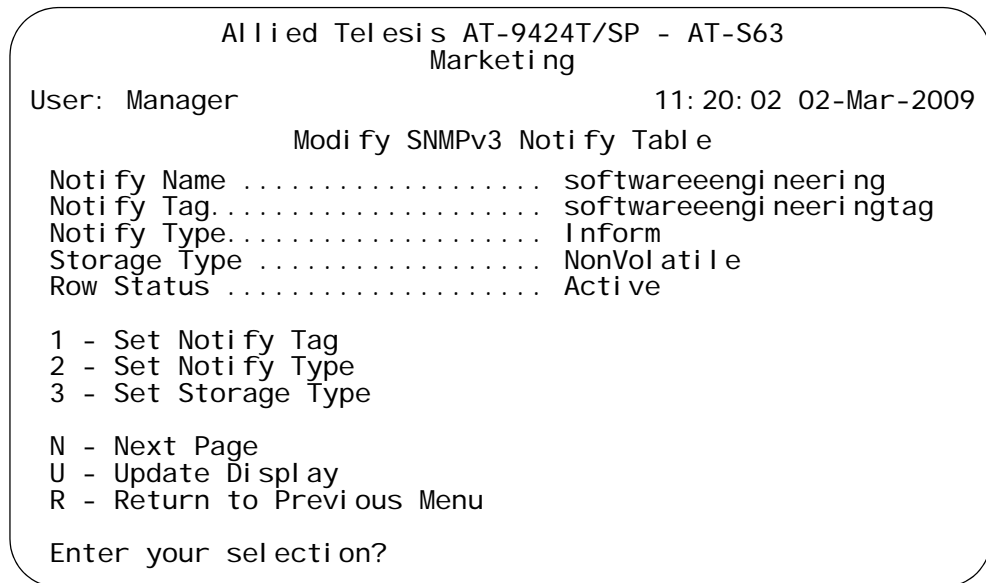 Allied Telesis AT-9424T/SP - AT-S63
Marketing
User: Manager 11:20:02 02-Mar-2009
Modify SNMPv3 Notify Table
Notify Name .................... softwareeengineering
Notify Tag...................... softwareeengineeringtag
Notify Type..................... Inform
Storage Type ................... NonVolatile
Row Status ..................... Active
1 - Set Notify Tag
2 - Set Notify Type
3 - Set Storage Type
N - Next Page
U - Update Display
R - Return to Previous Menu
Enter your selection?